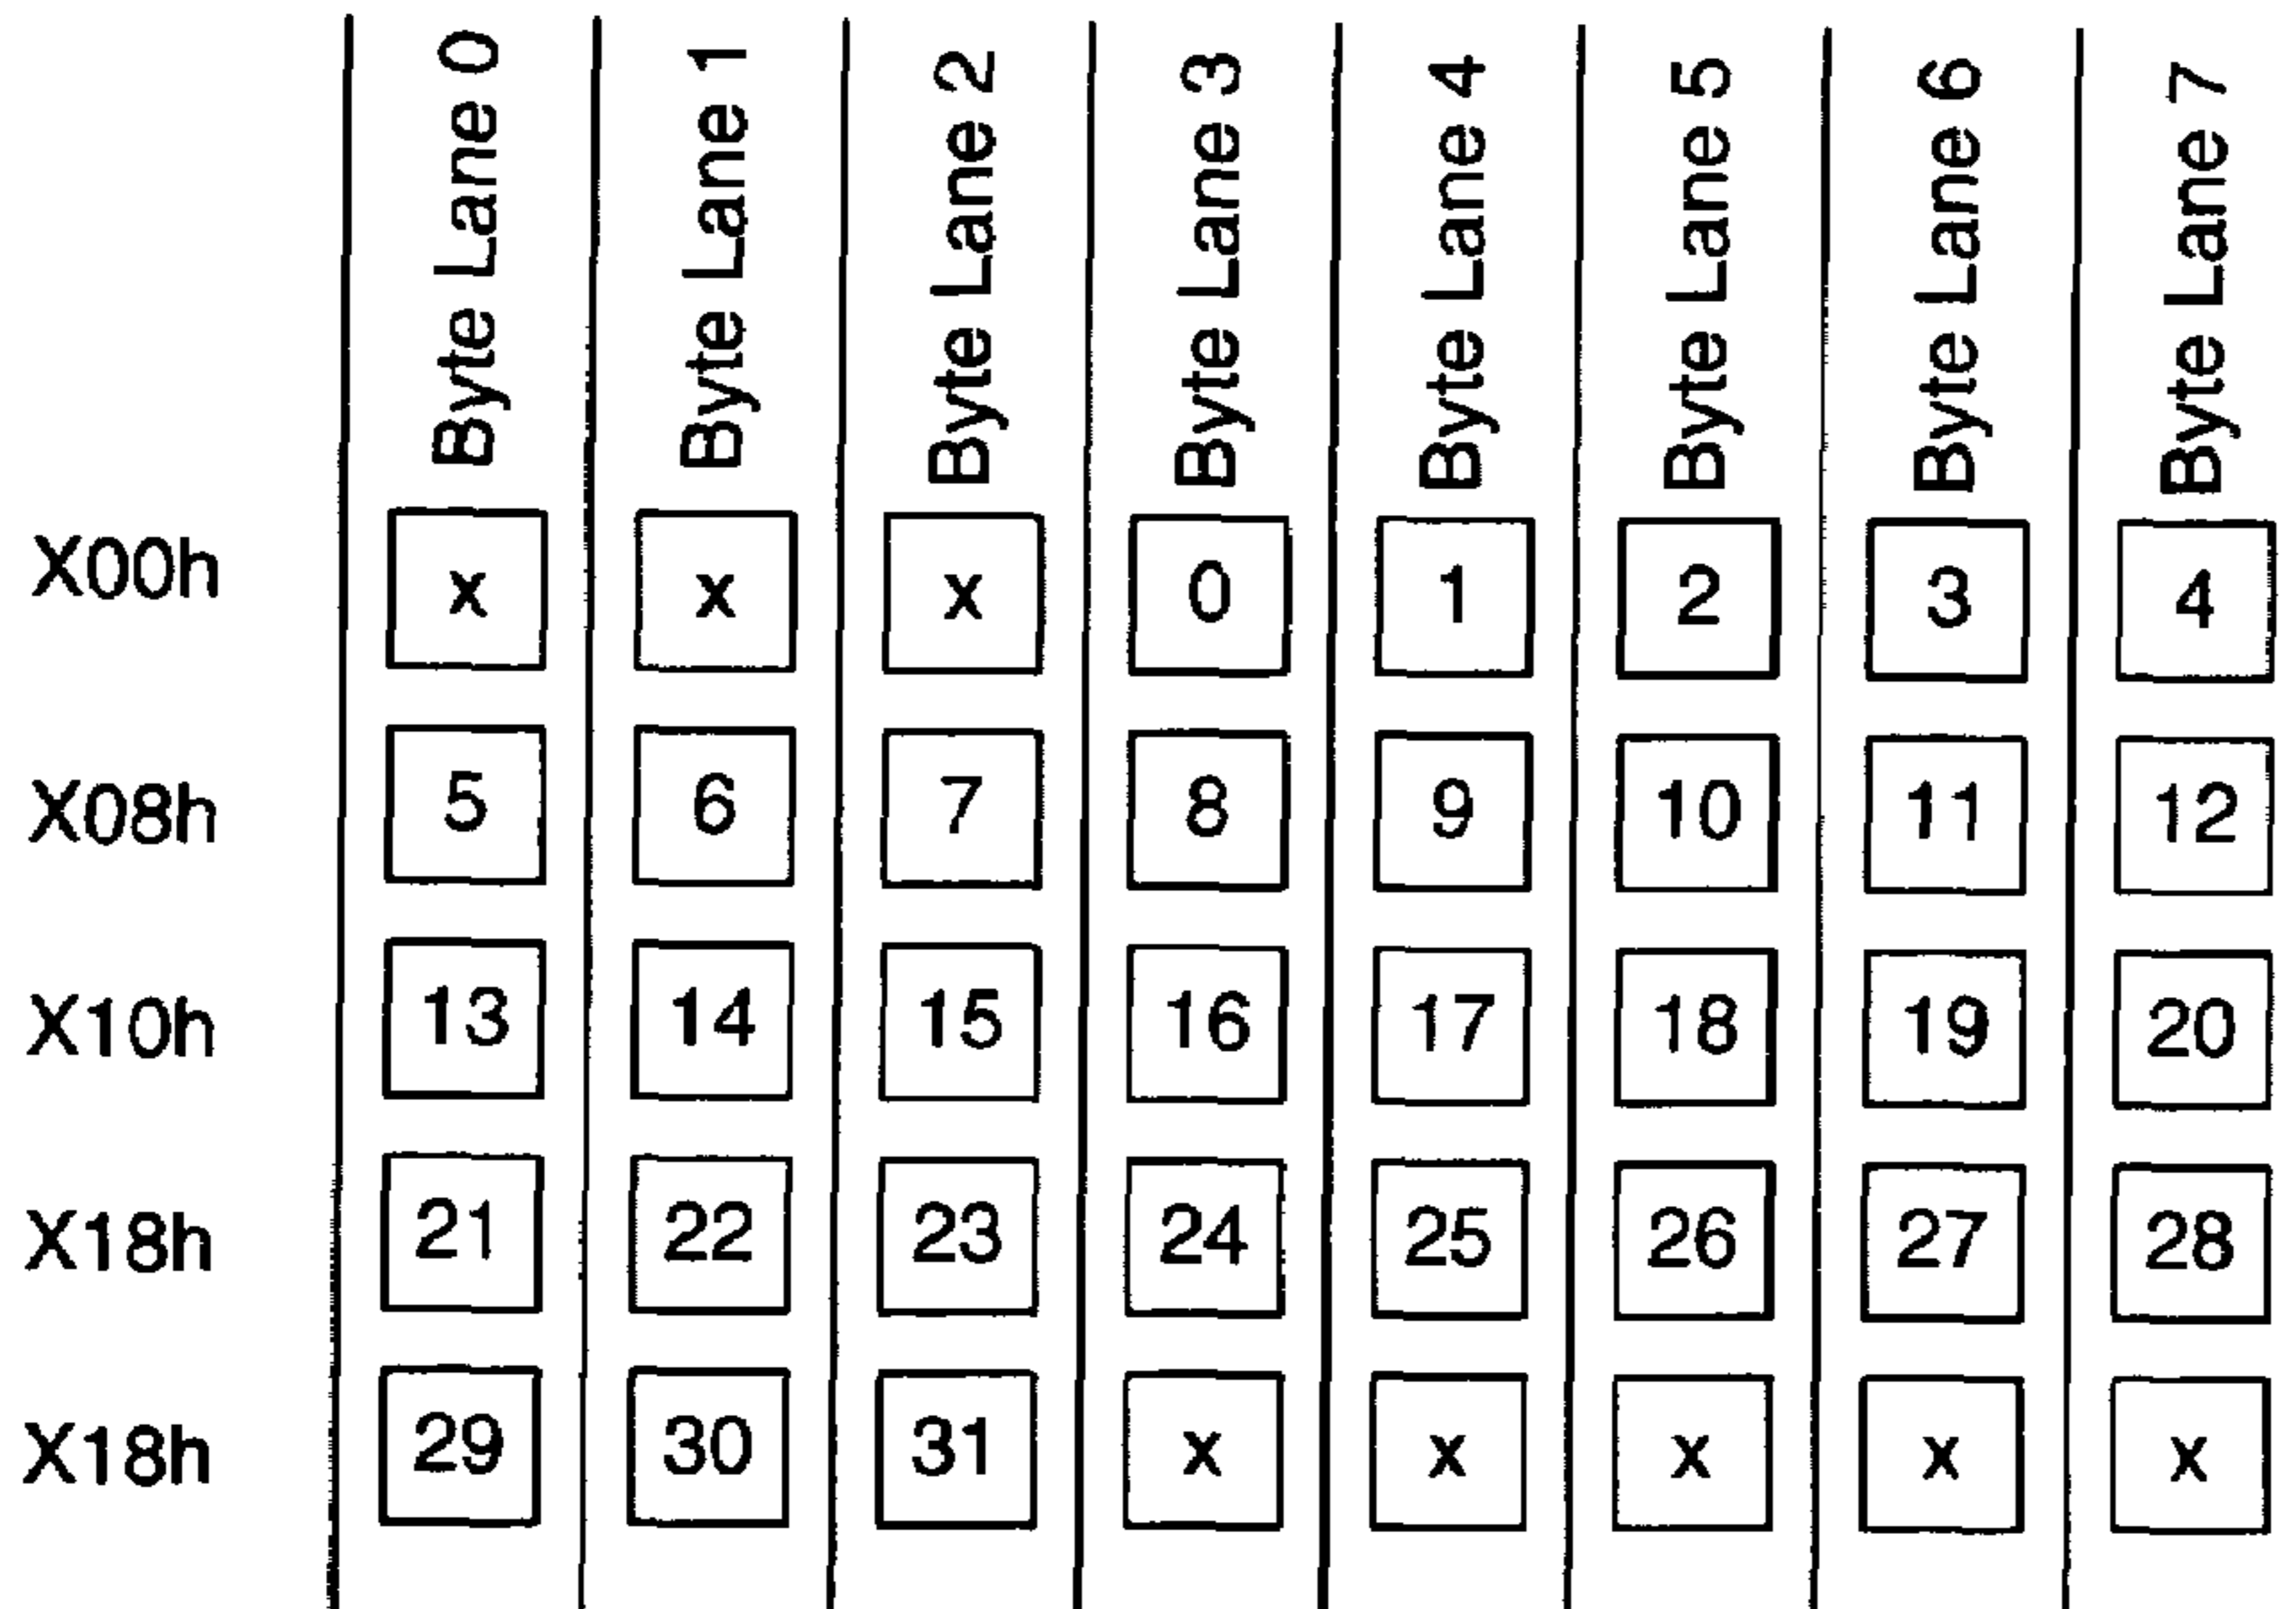 Byte Lane 0 Byte Lane 1 Byte Lane 2 Byte Lane 3 Byte Lane 4 Byte Lane 5 Byte Lane 6 Byte Lane 7
X00h x x x 0 1 2 3 4
X08h 5 6 7 8 9 10 11 12
X10h 13 14 15 16 17 18 19 20
X18h 21 22 23 24 25 26 27 28
X18h 29 30 31 x x x x x